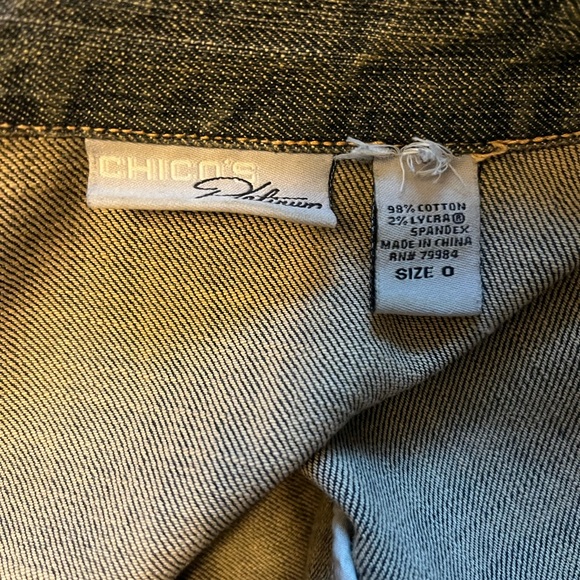 CHICO'S
Platinum
98% COTTON
2% LYCRA®
SPANDEX
MADE IN CHINA
RN# 79984
SIZE 0